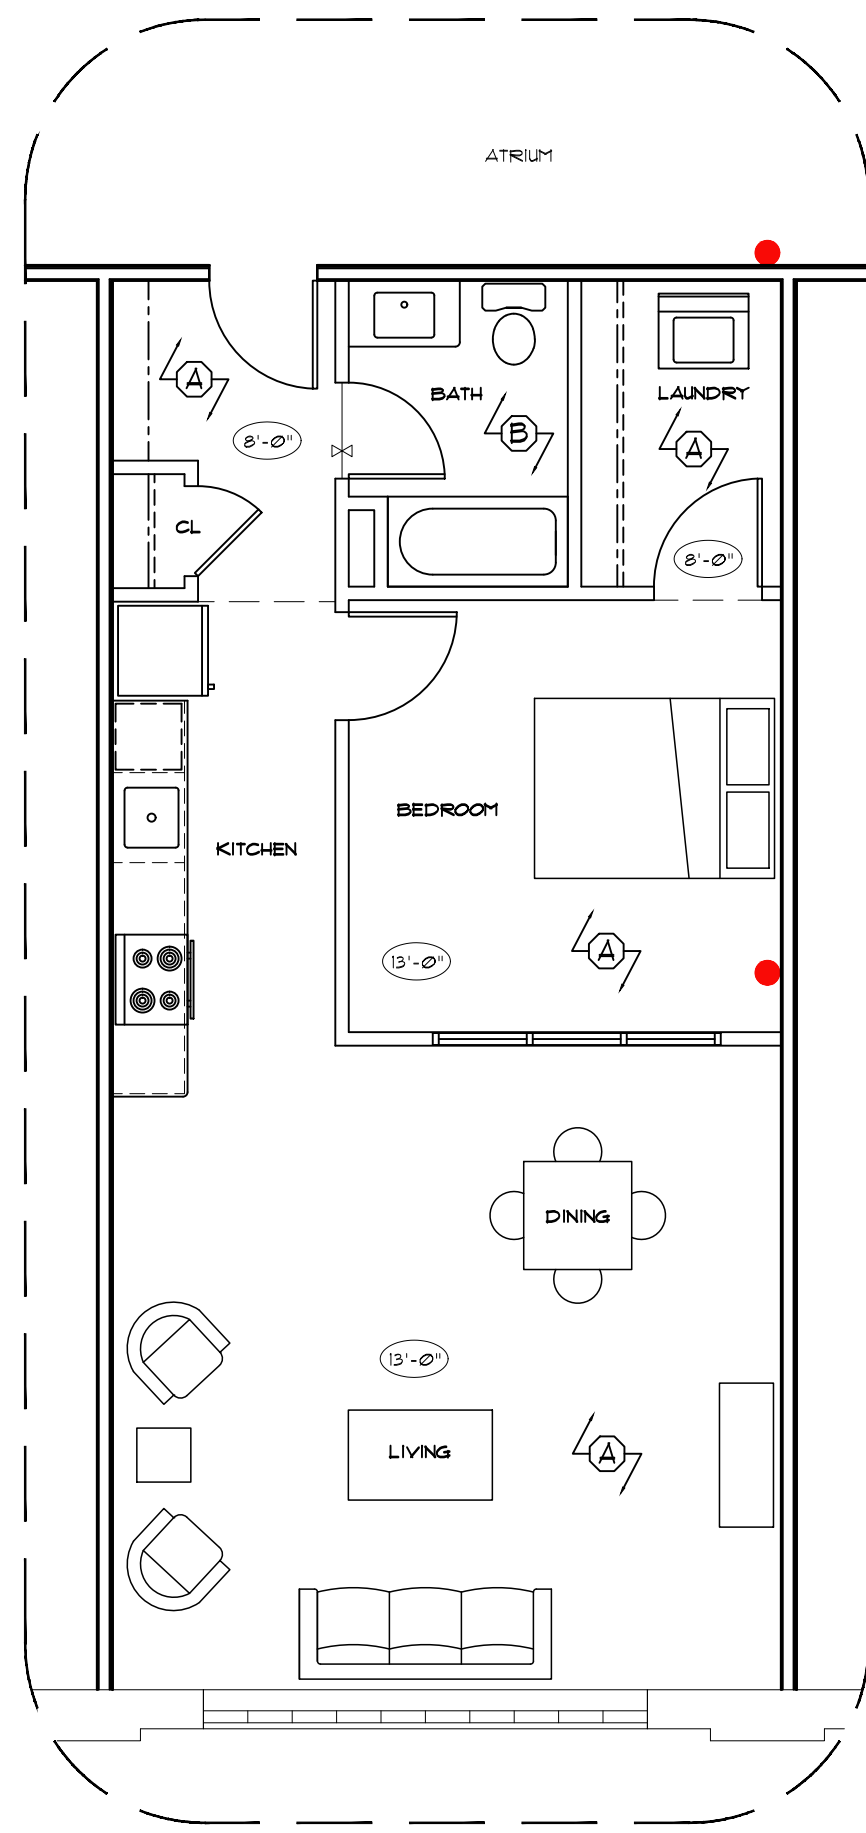 ATRIUM
A
BATH
LAUNDRY
B
8'-0"
A
CL
8'-0"
BEDROOM
KITCHEN
A
13'-0"
DINING
13'-0"
LIVING
A